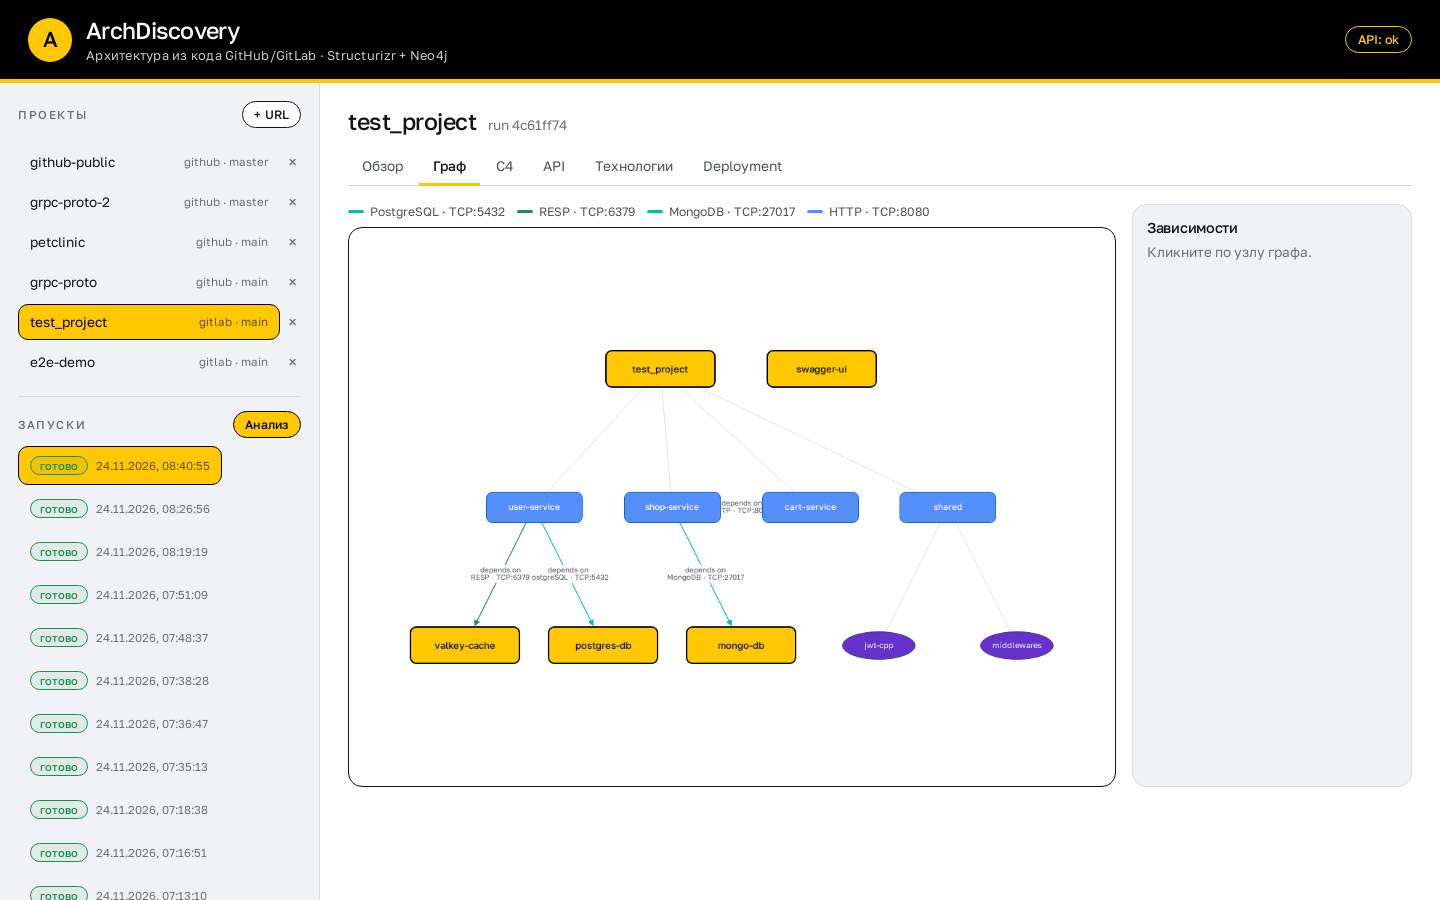 A
ArchDiscovery
Архитектура из кода GitHub/GitLab · Structurizr + Neo4j
API: ok
ПРОЕКТЫ
+ URL
github-public github · master ×
grpc-proto-2 github · master ×
petclinic github · main ×
grpc-proto github · main ×
test_project gitlab · main ×
e2e-demo gitlab · main ×
ЗАПУСКИ
Анализ
готово 24.11.2026, 08:40:55
готово 24.11.2026, 08:26:56
готово 24.11.2026, 08:19:19
готово 24.11.2026, 07:51:09
готово 24.11.2026, 07:48:37
готово 24.11.2026, 07:38:28
готово 24.11.2026, 07:36:47
готово 24.11.2026, 07:35:13
готово 24.11.2026, 07:18:38
готово 24.11.2026, 07:16:51
готово 24.11.2026, 07:13:10
test_project run 4c61ff74
Обзор Граф C4 API Технологии Deployment
PostgreSQL · TCP:5432 RESP · TCP:6379 MongoDB · TCP:27017 HTTP · TCP:8080
test_project swagger-ui
user-service shop-service cart-service shared
depends on
TP · TCP:80
depends on
RESP · TCP:6379
depends on
ostgreSQL · TCP:5432
depends on
MongoDB · TCP:27017
valkey-cache postgres-db mongo-db jwt-cpp middlewares
Зависимости
Кликните по узлу графа.